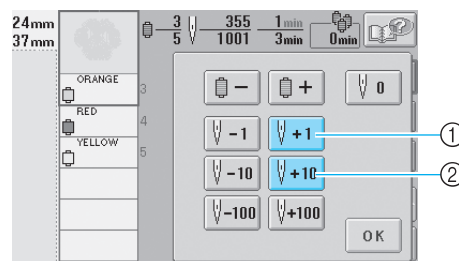 24mm
37mm
3 355 1min
5 1001 3min 0min
ORANGE 3
RED 4
YELLOW 5
− + 0
−1 +1 1
−10 +10 2
−100 +100
OK